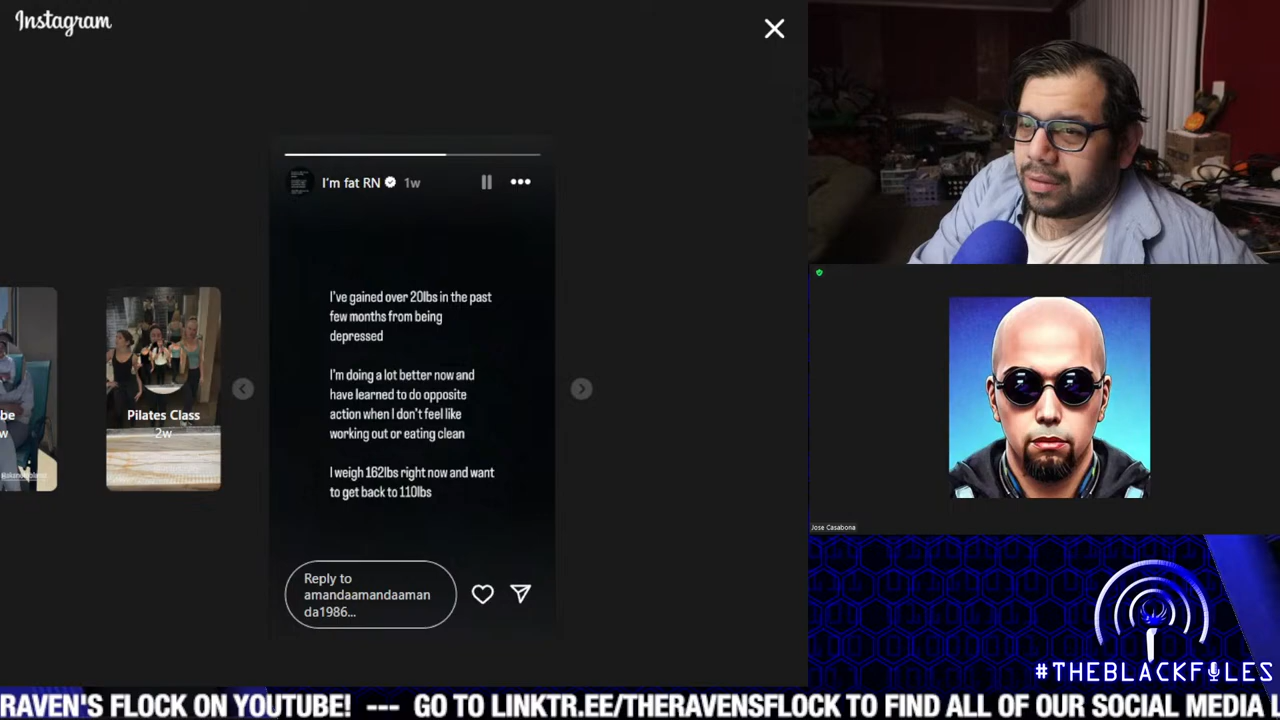 Instagram
I'm fat RN 1w
I've gained over 20lbs in the past
few months from being
depressed
I'm doing a lot better now and
have learned to do opposite
action when I don't feel like
working out or eating clean
I weigh 162lbs right now and want
to get back to 110lbs
be
w
Pilates Class
2w
Reply to
amandaamandaaman
da1986...
Jose Casabona
#THEBLACKFILES
RAVEN'S FLOCK ON YOUTUBE! --- GO TO LINKTR.EE/THERAVENSFLOCK TO FIND ALL OF OUR SOCIAL MEDIA L